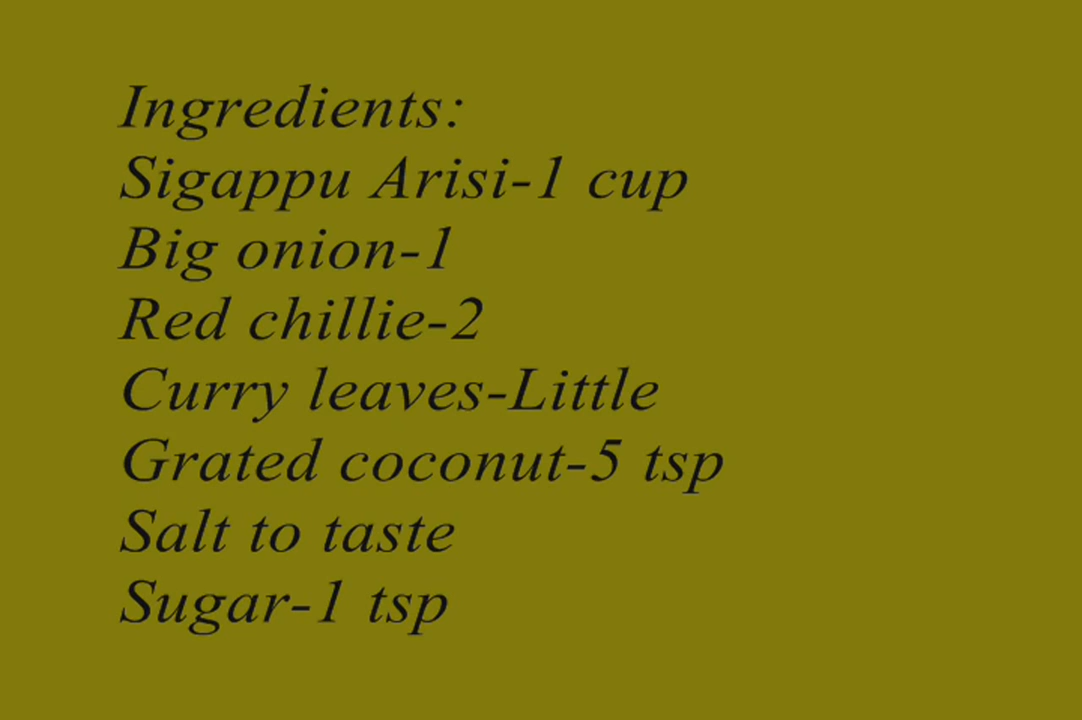 Ingredients:
Sigappu Arisi-1 cup
Big onion-1
Red chillie-2
Curry leaves-Little
Grated coconut-5 tsp
Salt to taste
Sugar-1 tsp